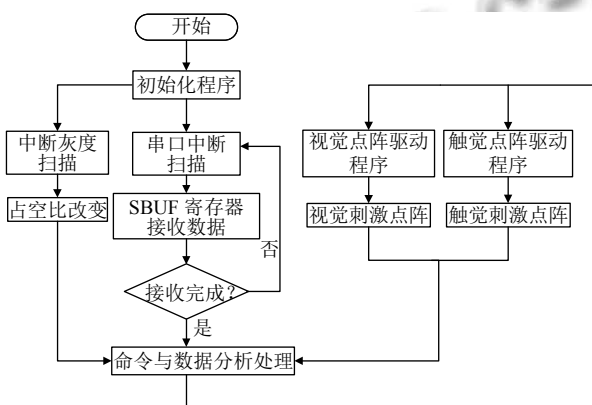 开始
初始化程序
中断灰度
扫描
串口中断
扫描
视觉点阵驱动
程序
触觉点阵驱动
程序
占空比改变
SBUF 寄存器
接收数据
视觉刺激点阵
触觉刺激点阵
否
接收完成?
是
命令与数据分析处理